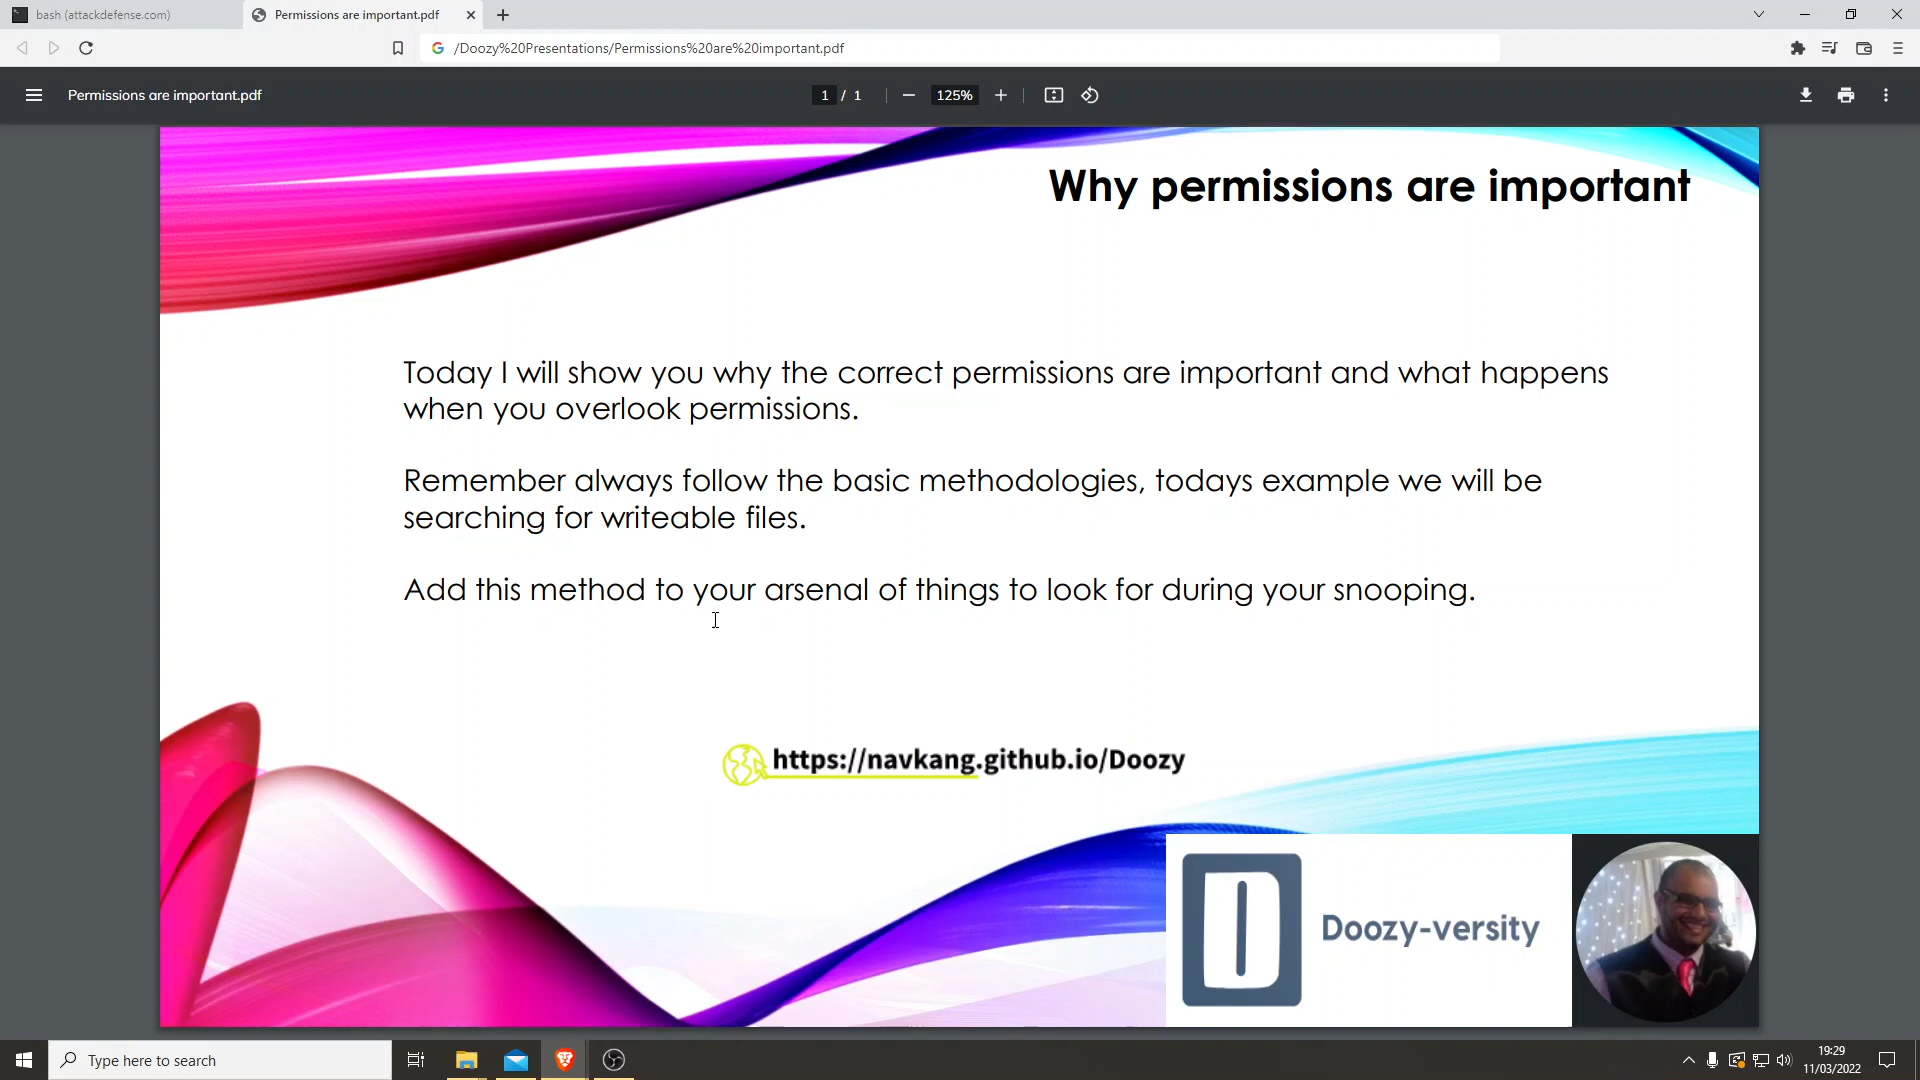 bash (attackdefense.com)
Permissions are important.pdf
/Doozy%20Presentations/Permissions%20are%20important.pdf
Permissions are important.pdf
1 / 1
125%
Why permissions are important
Today I will show you why the correct permissions are important and what happens
when you overlook permissions.
Remember always follow the basic methodologies, todays example we will be
searching for writeable files.
Add this method to your arsenal of things to look for during your snooping.
https://navkang.github.io/Doozy
D
Doozy-versity
Type here to search
19:29
11/03/2022